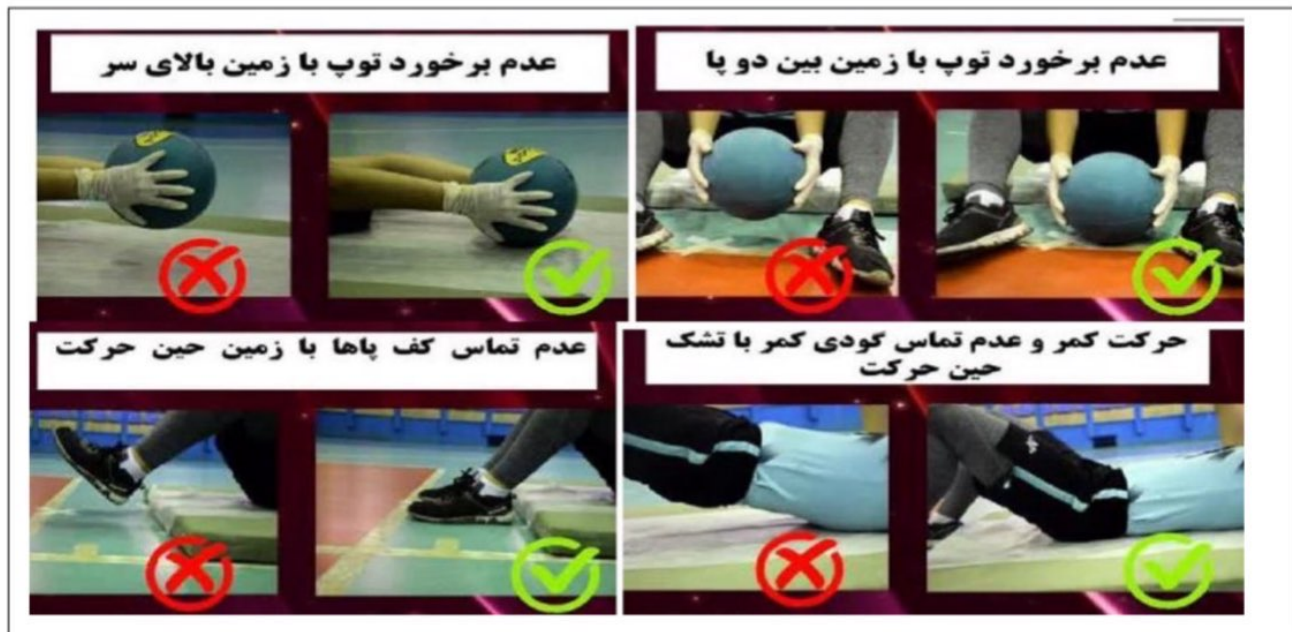 عدم برخورد توپ با زمین بین دو پا
عدم برخورد توپ با زمین بالای سر
حرکت کمر و عدم تماس گودی کمر با تشک
حین حرکت
عدم تماس کف پاها با زمین حین حرکت